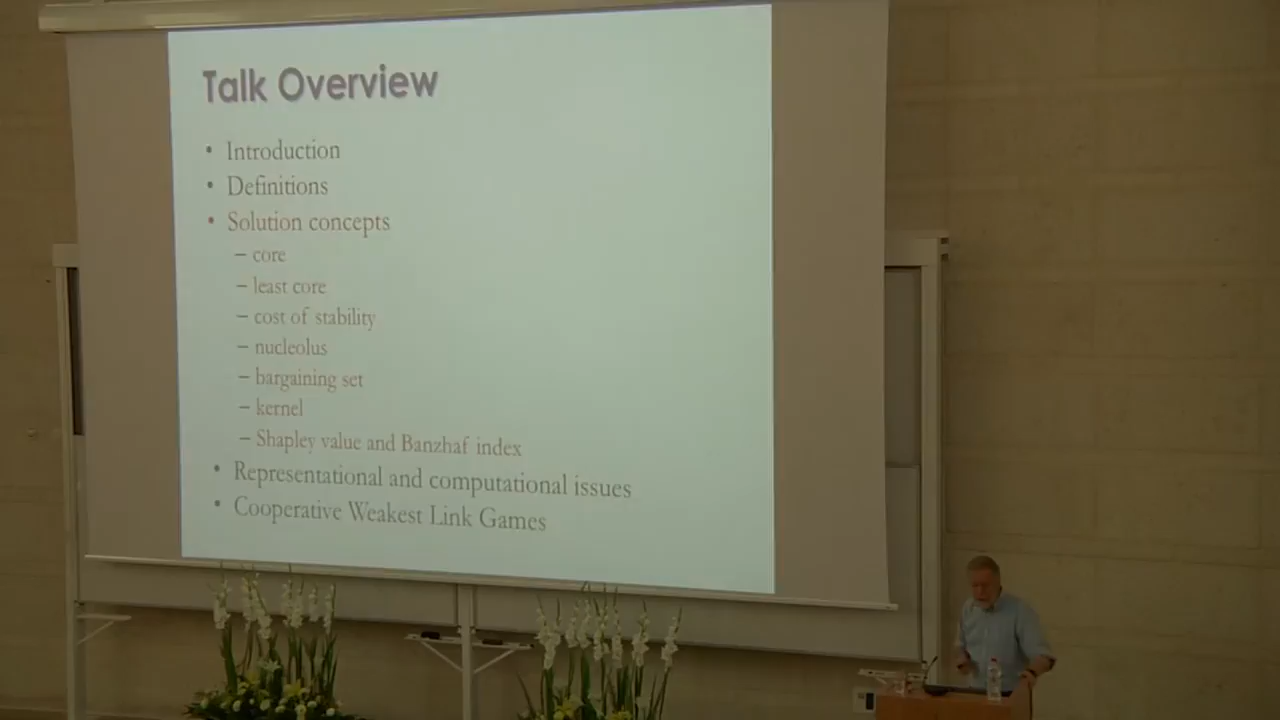 Talk Overview
• Introduction
• Definitions
• Solution concepts
– core
– least core
– cost of stability
– nucleolus
– bargaining set
– kernel
– Shapley value and Banzhaf index
• Representational and computational issues
• Cooperative Weakest Link Games